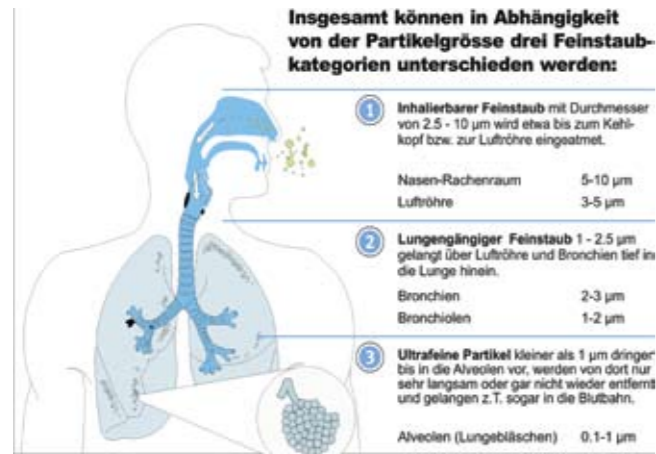 Insgesamt können in Abhängigkeit
von der Partikelgrösse drei Feinstaub-
kategorien unterschieden werden:
1 Inhalierbarer Feinstaub mit Durchmesser
von 2.5 - 10 µm wird etwa bis zum Kehl-
kopf bzw. zur Luftröhre eingeatmet.
Nasen-Rachenraum 5-10 µm
Luftröhre 3-5 µm
2 Lungengängiger Feinstaub 1 - 2.5 µm
gelangt über Luftröhre und Bronchien tief in
die Lunge hinein.
Bronchien 2-3 µm
Bronchiolen 1-2 µm
3 Ultrafeine Partikel kleiner als 1 µm dringen
bis in die Alveolen vor, werden von dort nur
sehr langsam oder gar nicht wieder entfernt
und gelangen z.T. sogar in die Blutbahn.
Alveolen (Lungebläschen) 0.1-1 µm